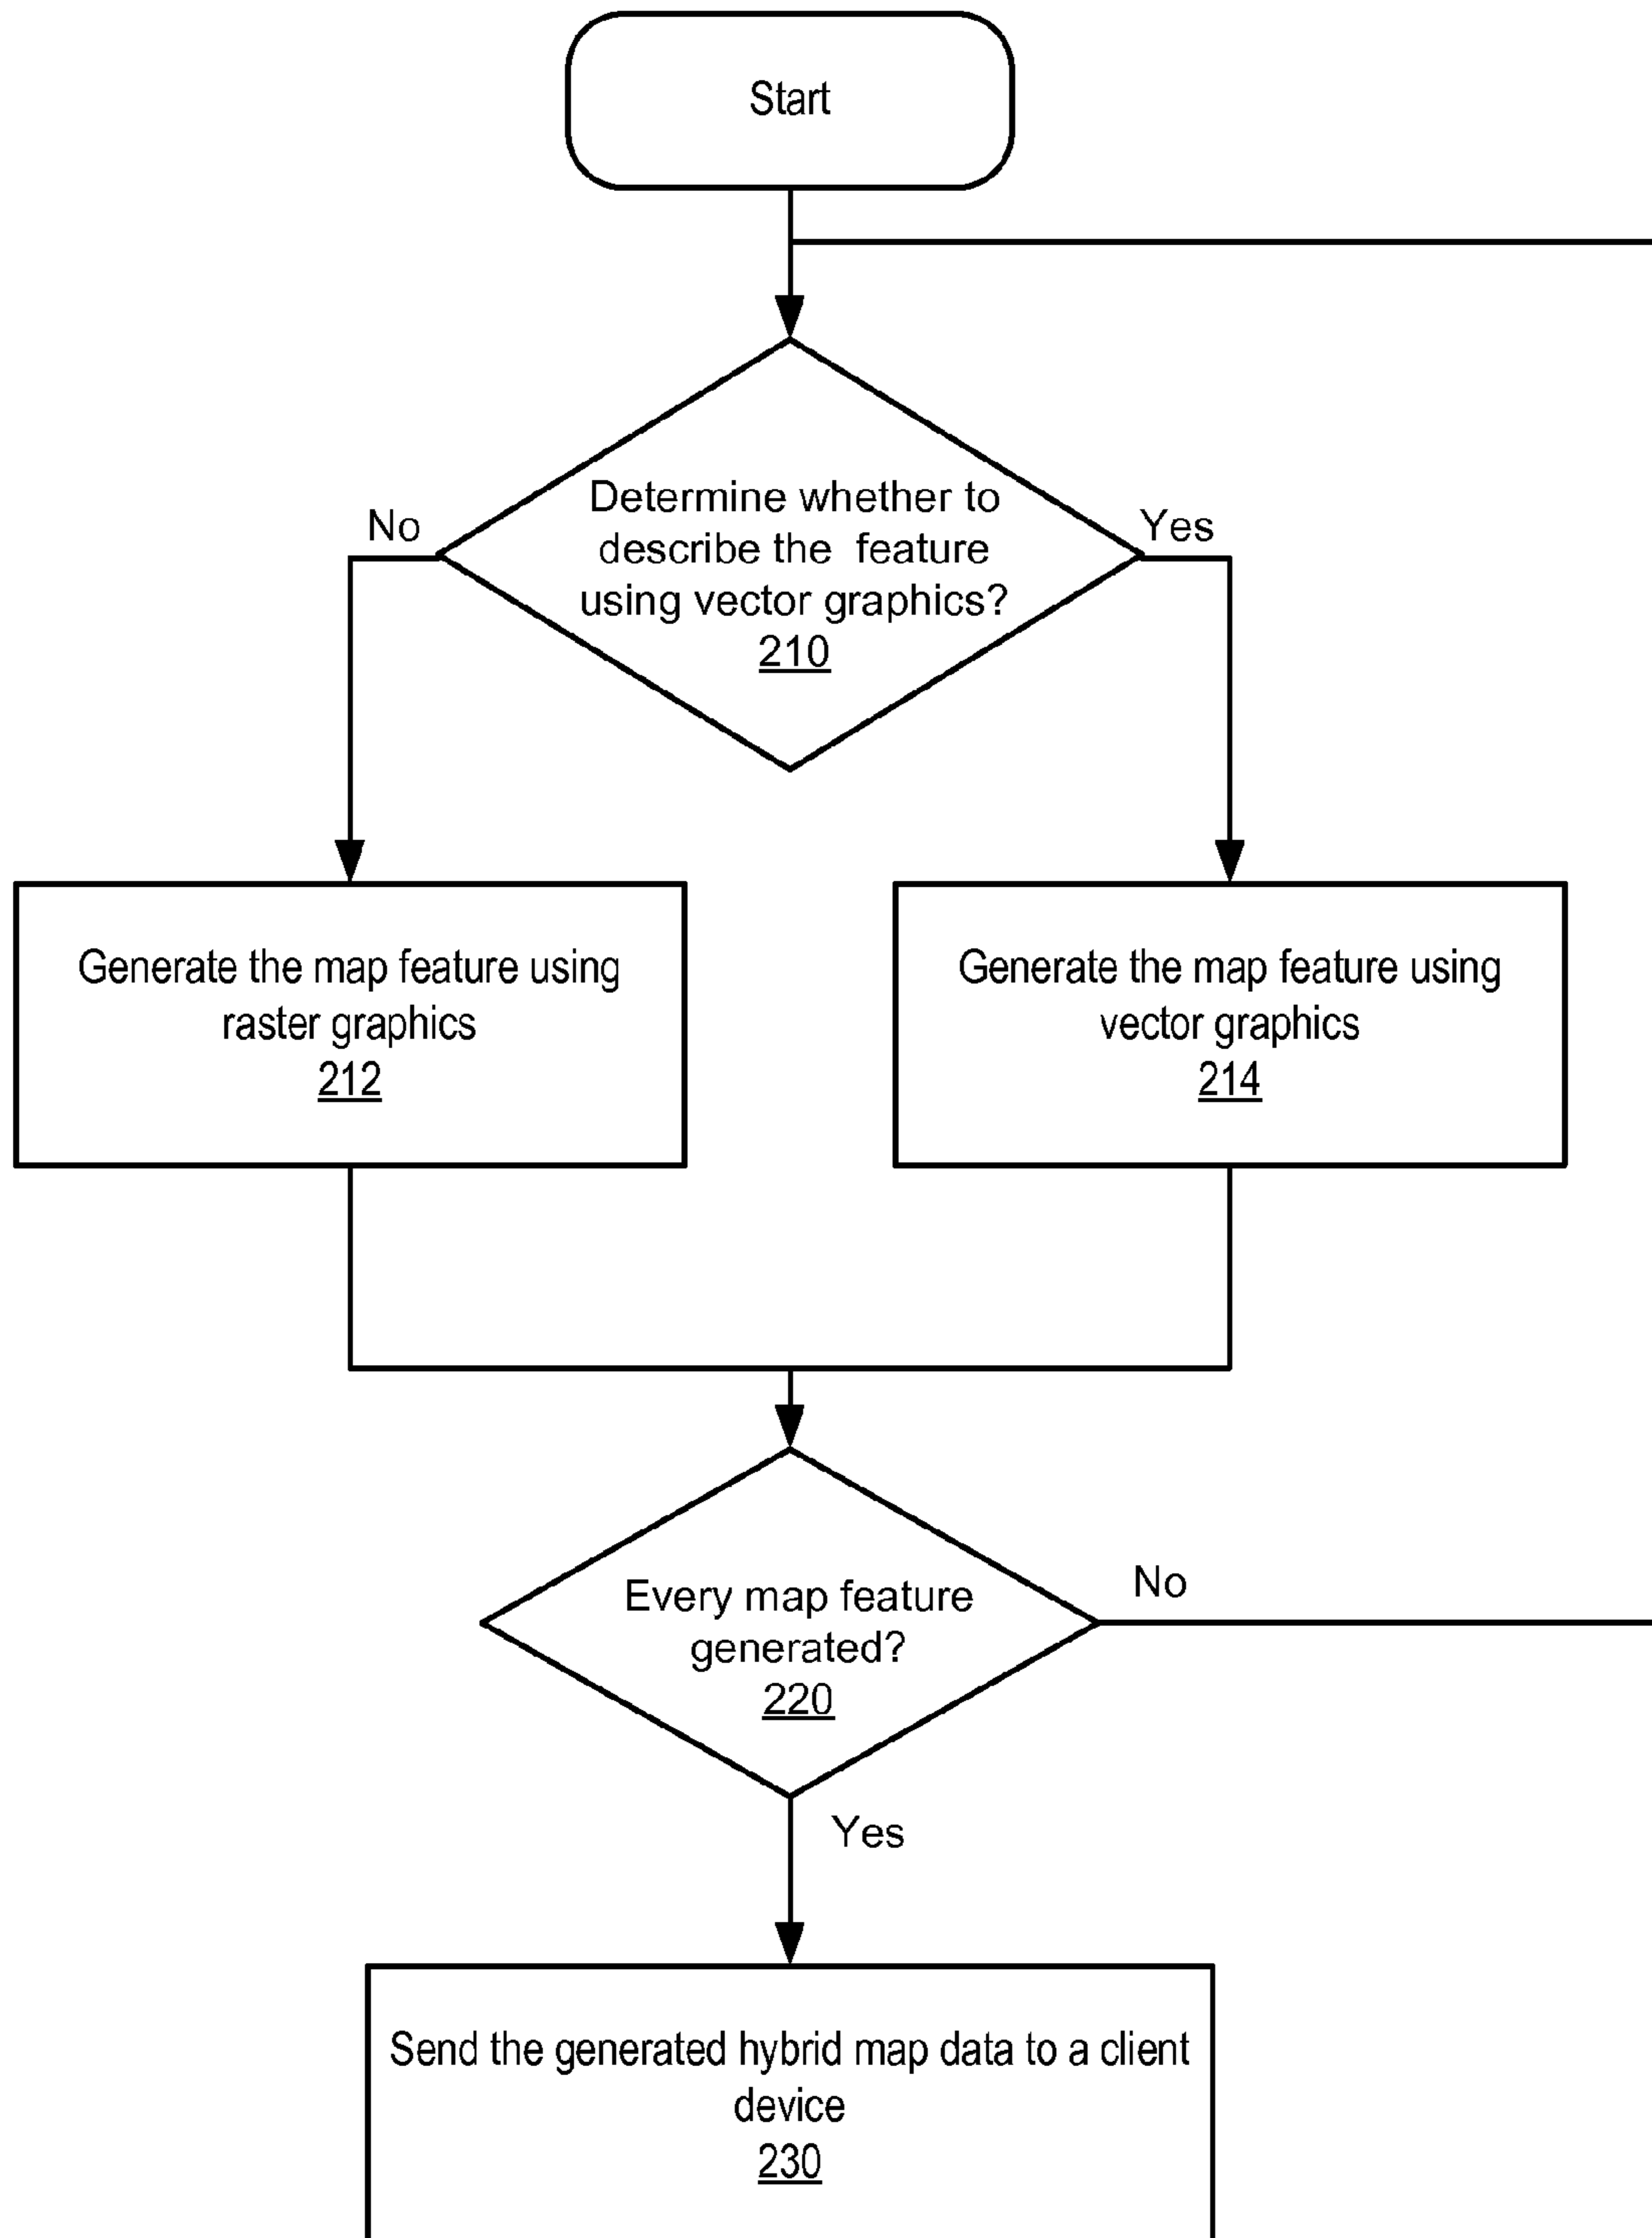 Start
Determine whether to
describe the feature
using vector graphics?
210
No
Yes
Generate the map feature using
raster graphics
212
Generate the map feature using
vector graphics
214
Every map feature
generated?
220
No
Yes
Send the generated hybrid map data to a client
device
230